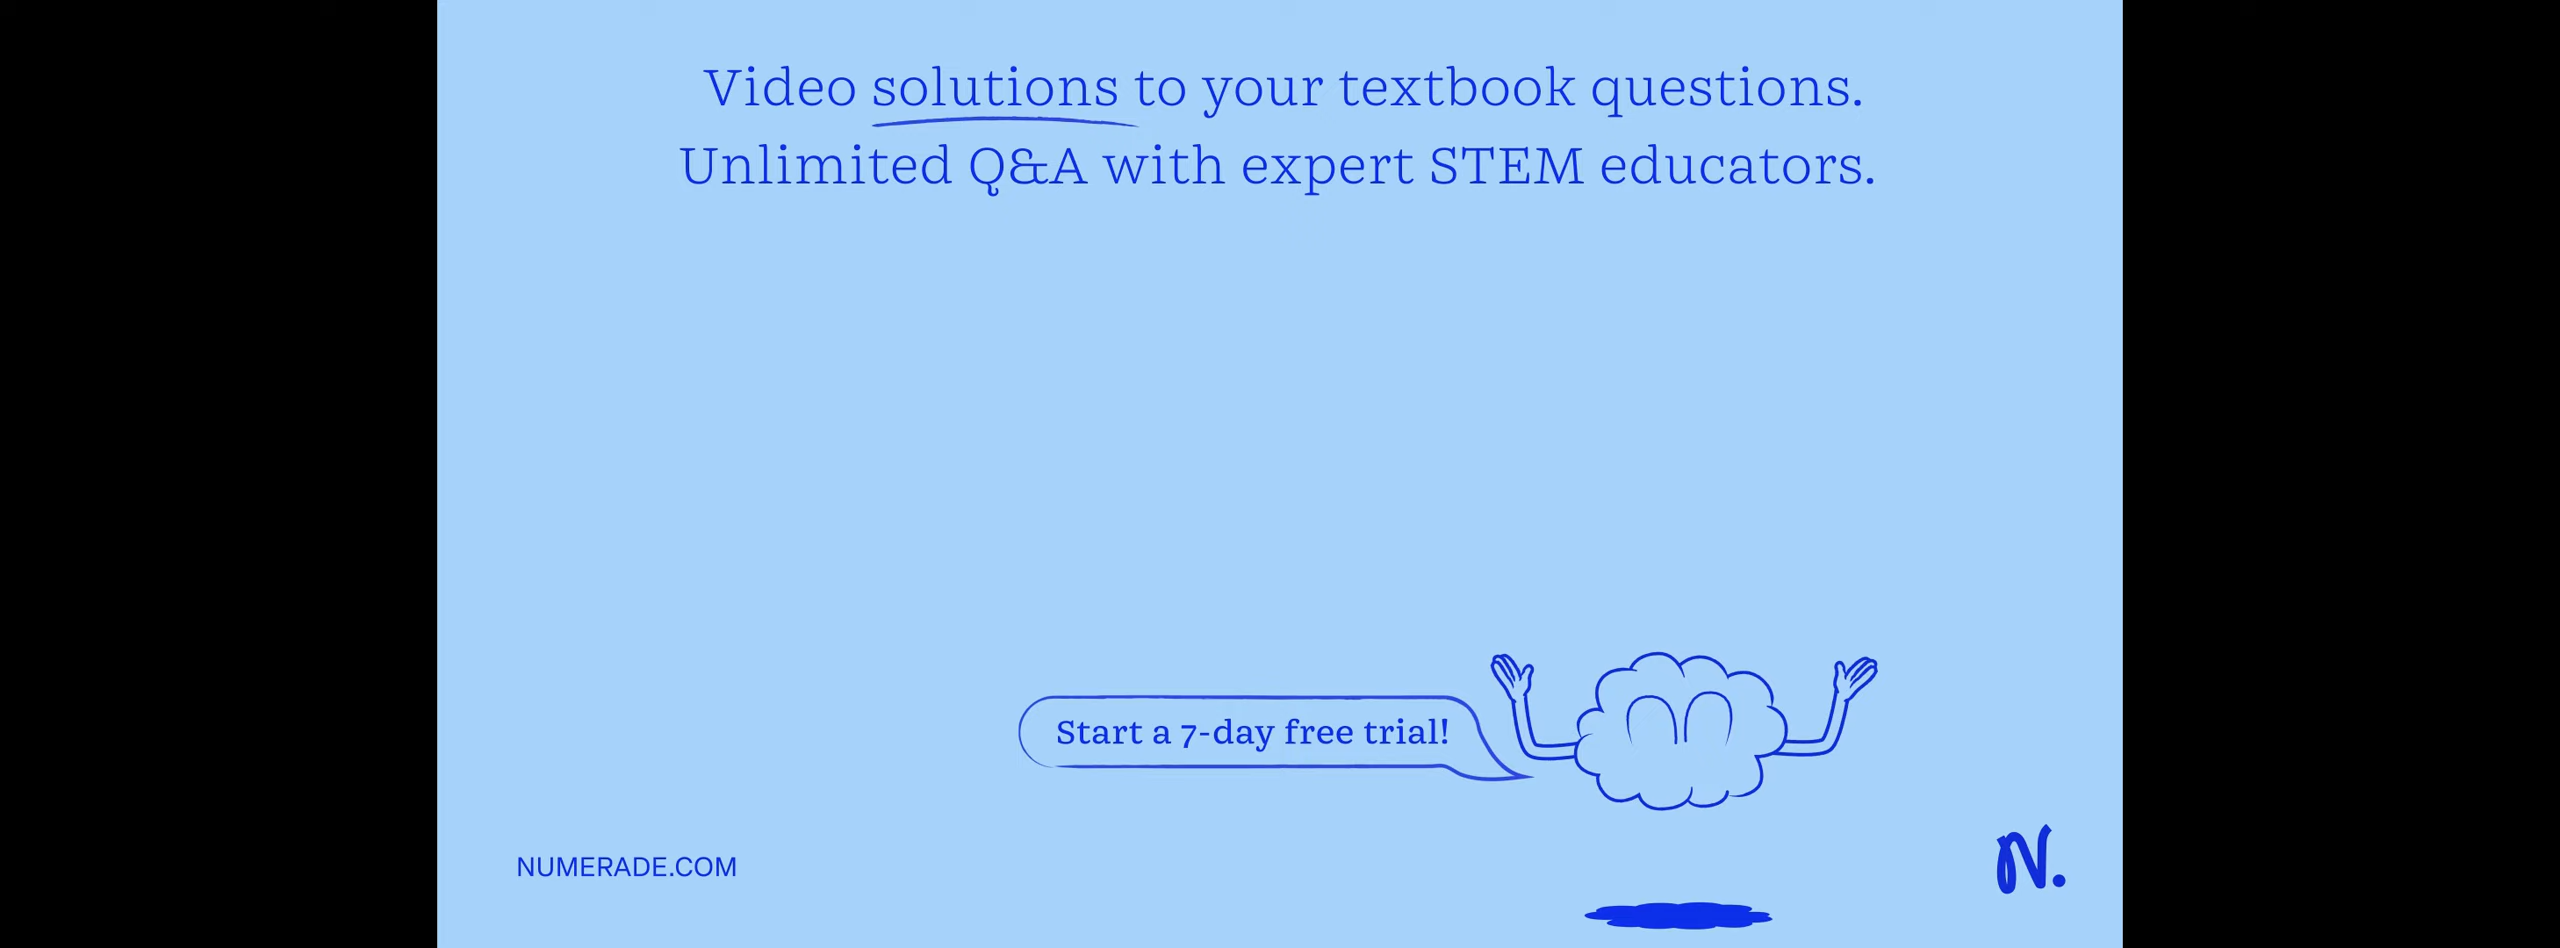 Video solutions to your textbook questions.
Unlimited Q&A with expert STEM educators.
Start a 7-day free trial!
NUMERADE.COM
N.